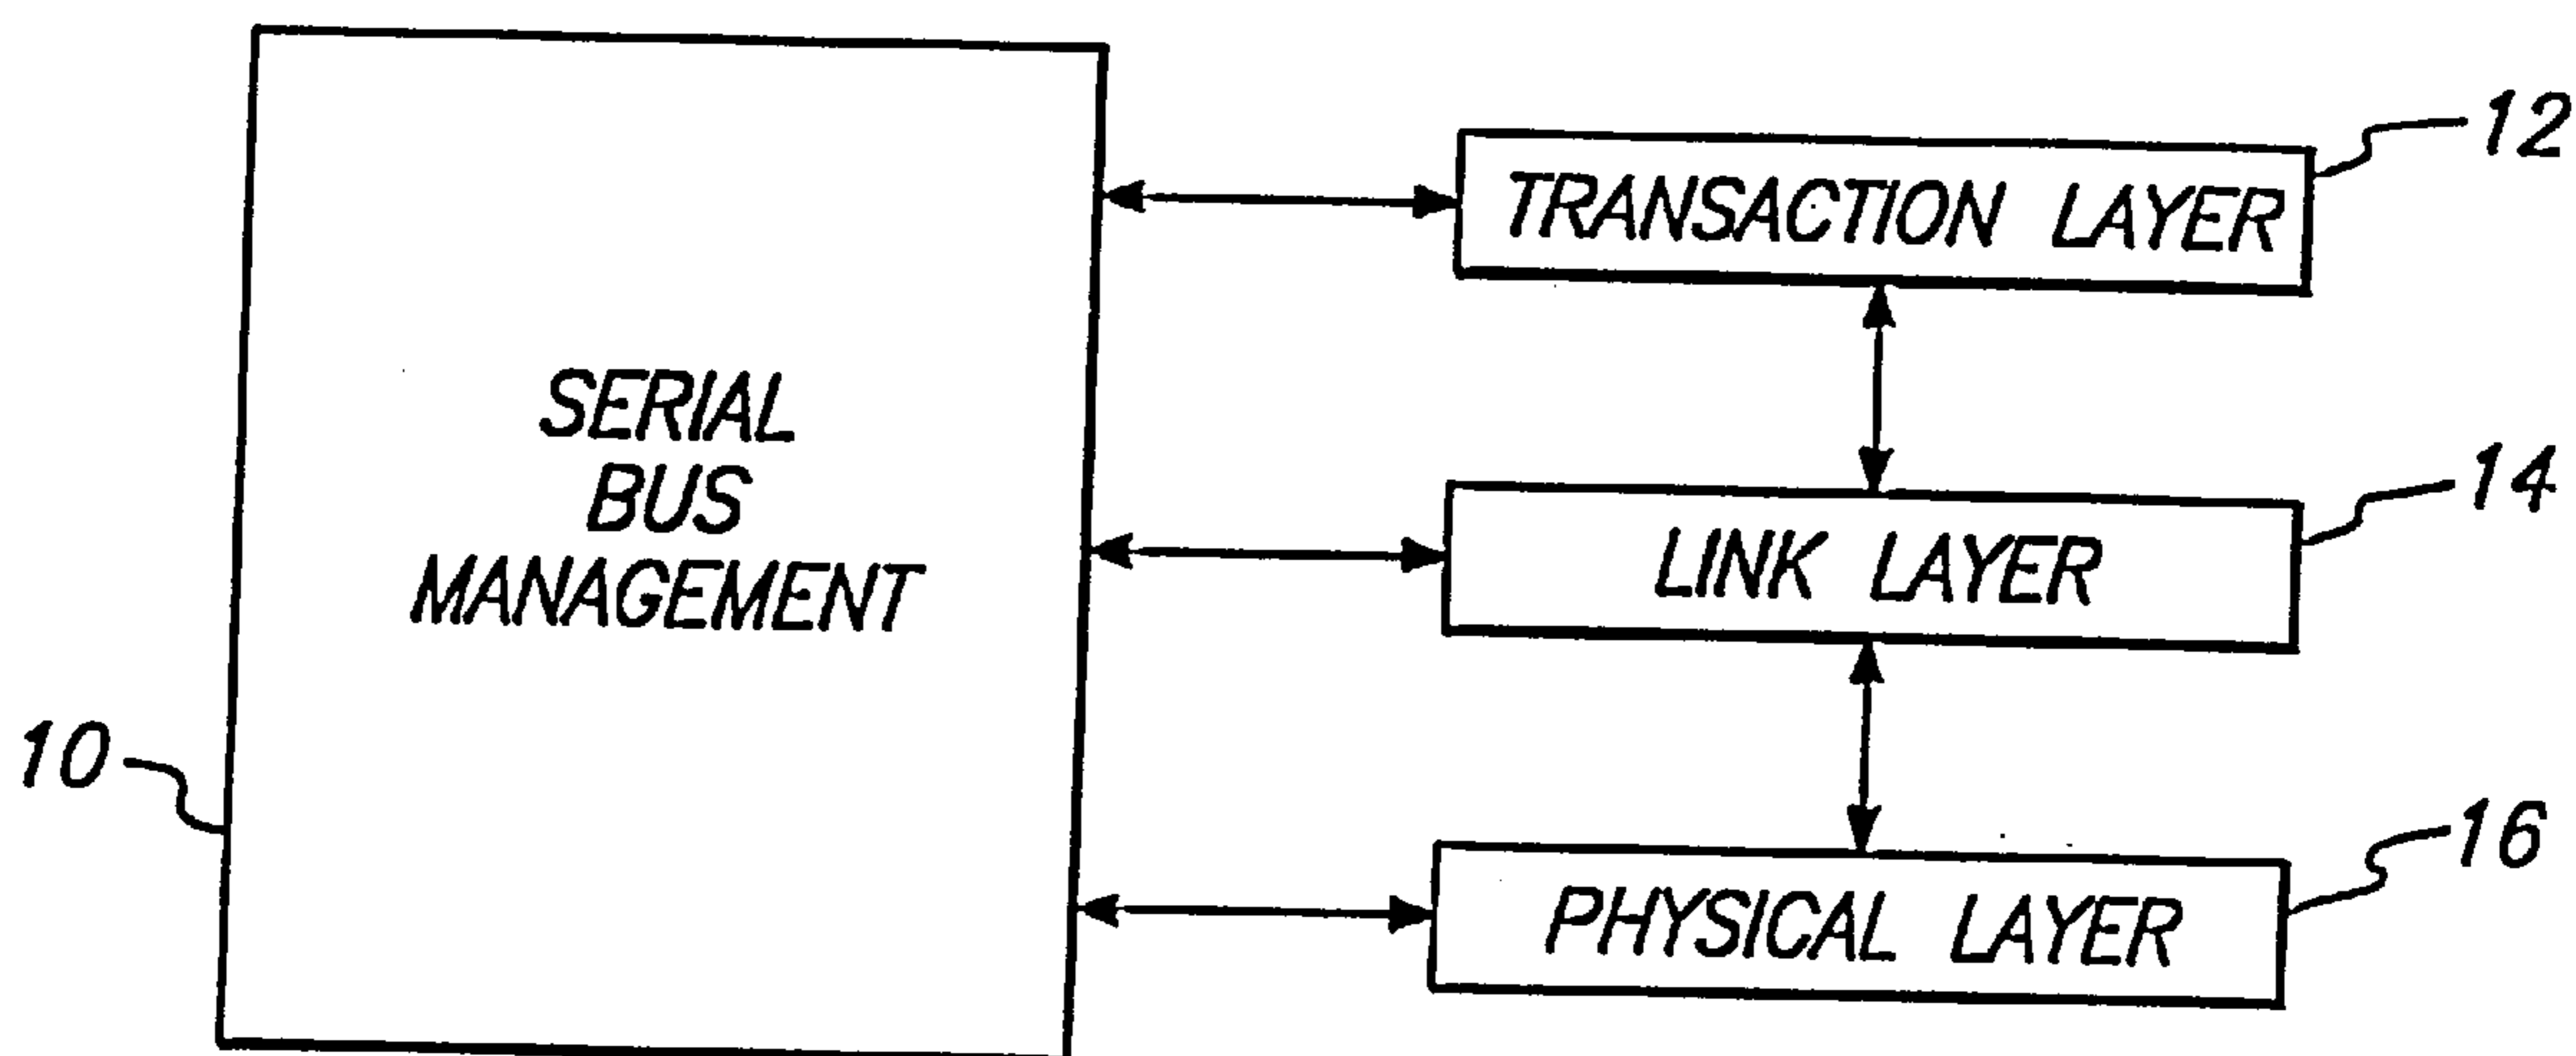 12
TRANSACTION LAYER
SERIAL
BUS
MANAGEMENT
14
LINK LAYER
10
16
PHYSICAL LAYER